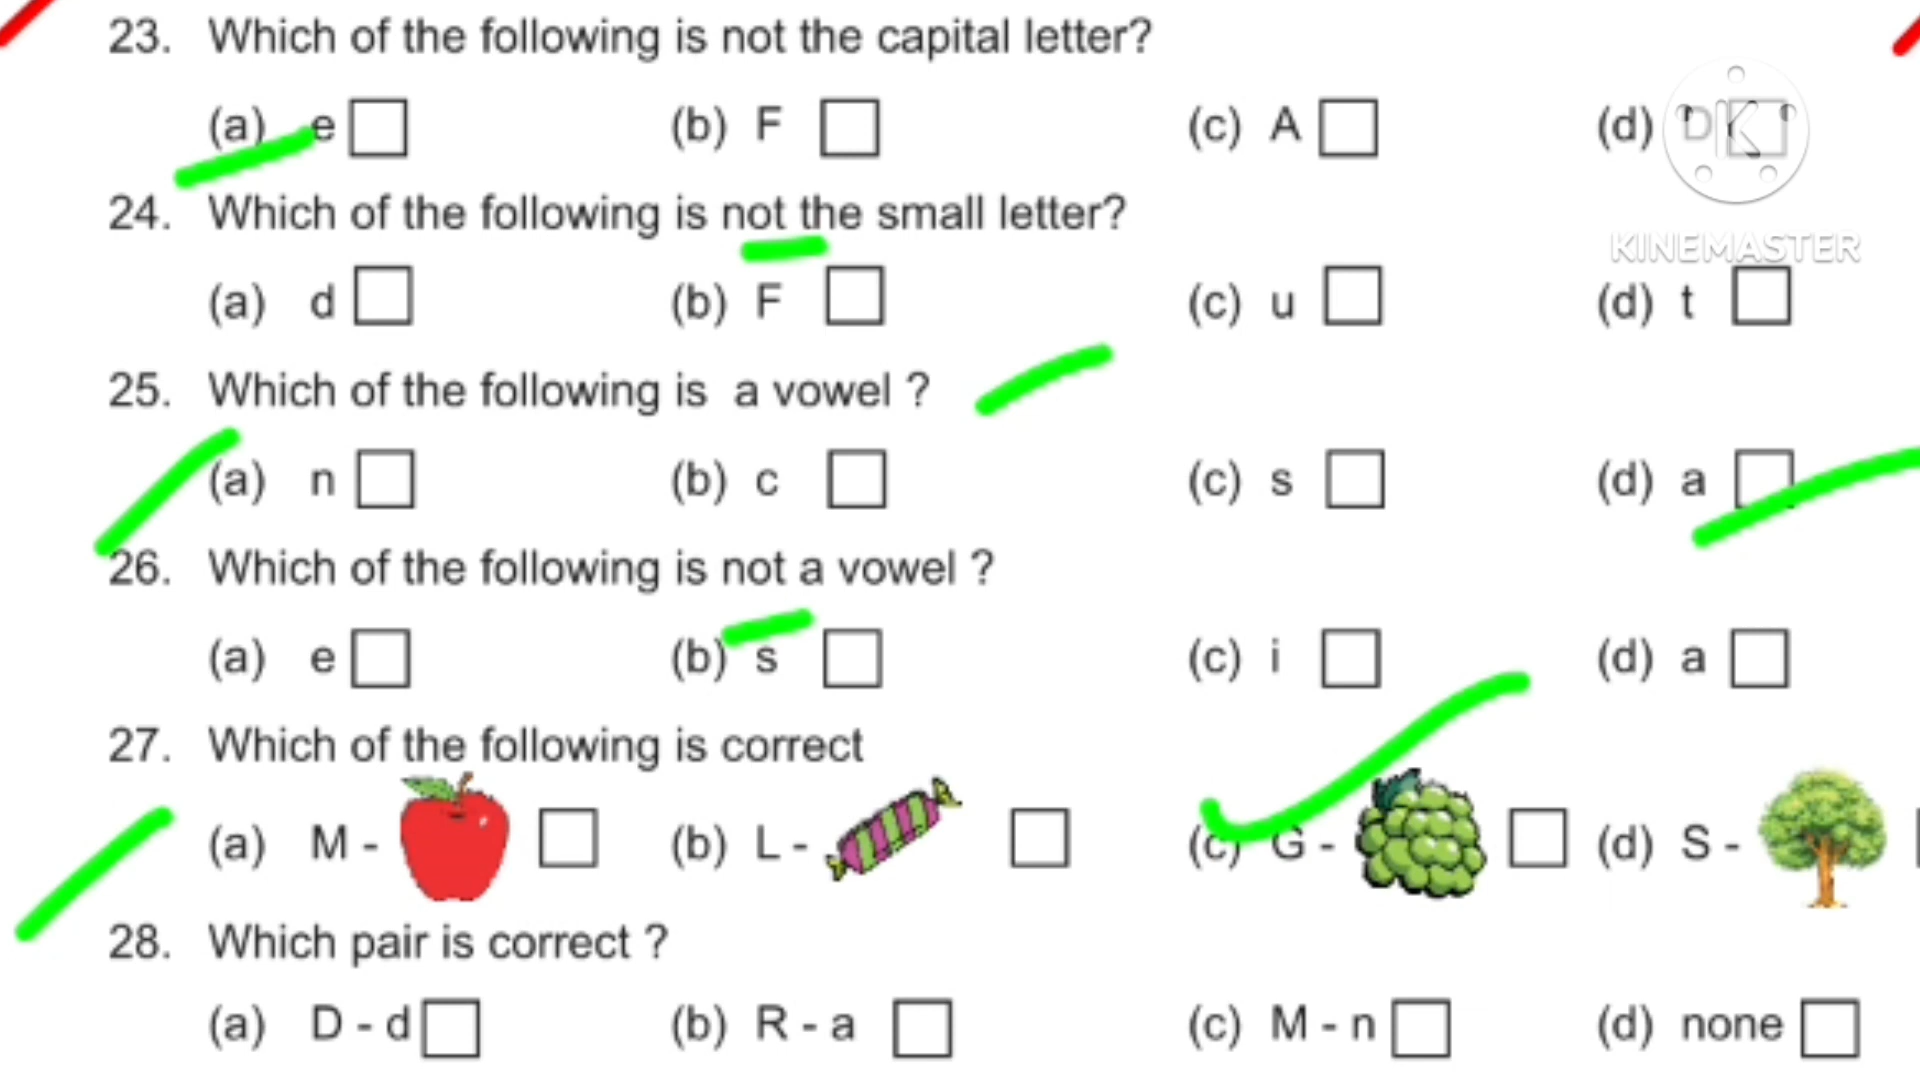 23. Which of the following is not the capital letter?
(a) e (b) F (c) A (d) D
KINEMASTER
24. Which of the following is not the small letter?
(a) d (b) F (c) u (d) t
25. Which of the following is a vowel ?
(a) n (b) c (c) s (d) a
26. Which of the following is not a vowel ?
(a) e (b) s (c) i (d) a
27. Which of the following is correct
(a) M - (b) L - (c) G - (d) S -
28. Which pair is correct ?
(a) D - d (b) R - a (c) M - n (d) none